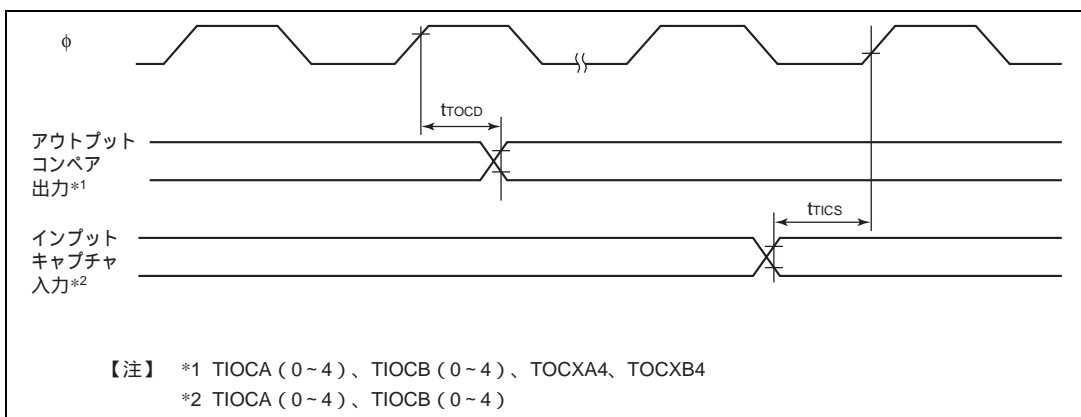 φ
tTOCD
アウトプット
コンペア
出力*1
tTICS
インプット
キャプチャ
入力*2
【注】 *1 TIOCA（0~4）、TIOCB（0~4）、TOCXA4、TOCXB4
*2 TIOCA（0~4）、TIOCB（0~4）